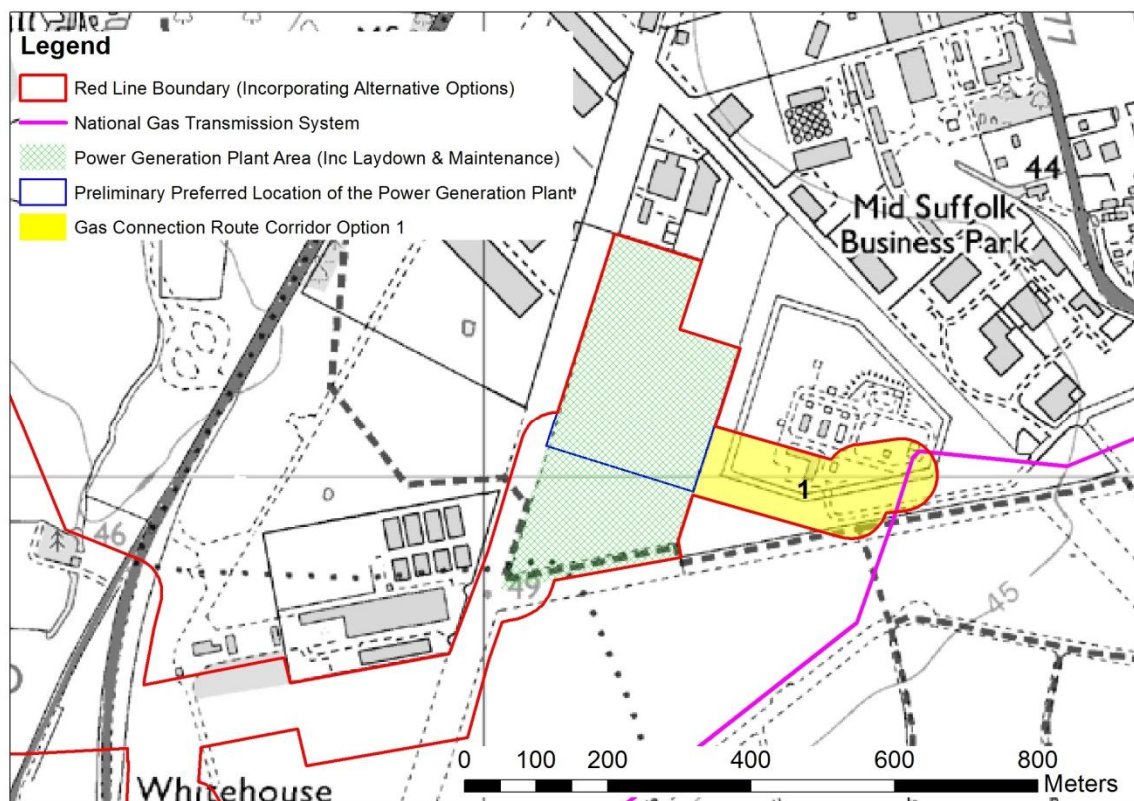 Legend
Red Line Boundary (Incorporating Alternative Options)
National Gas Transmission System
Power Generation Plant Area (Inc Laydown & Maintenance)
Preliminary Preferred Location of the Power Generation Plant
Gas Connection Route Corridor Option 1
77
44
Mid Suffolk
Business Park
1
46
49
45
Whitehouse
0 100 200 400 600 800
Meters